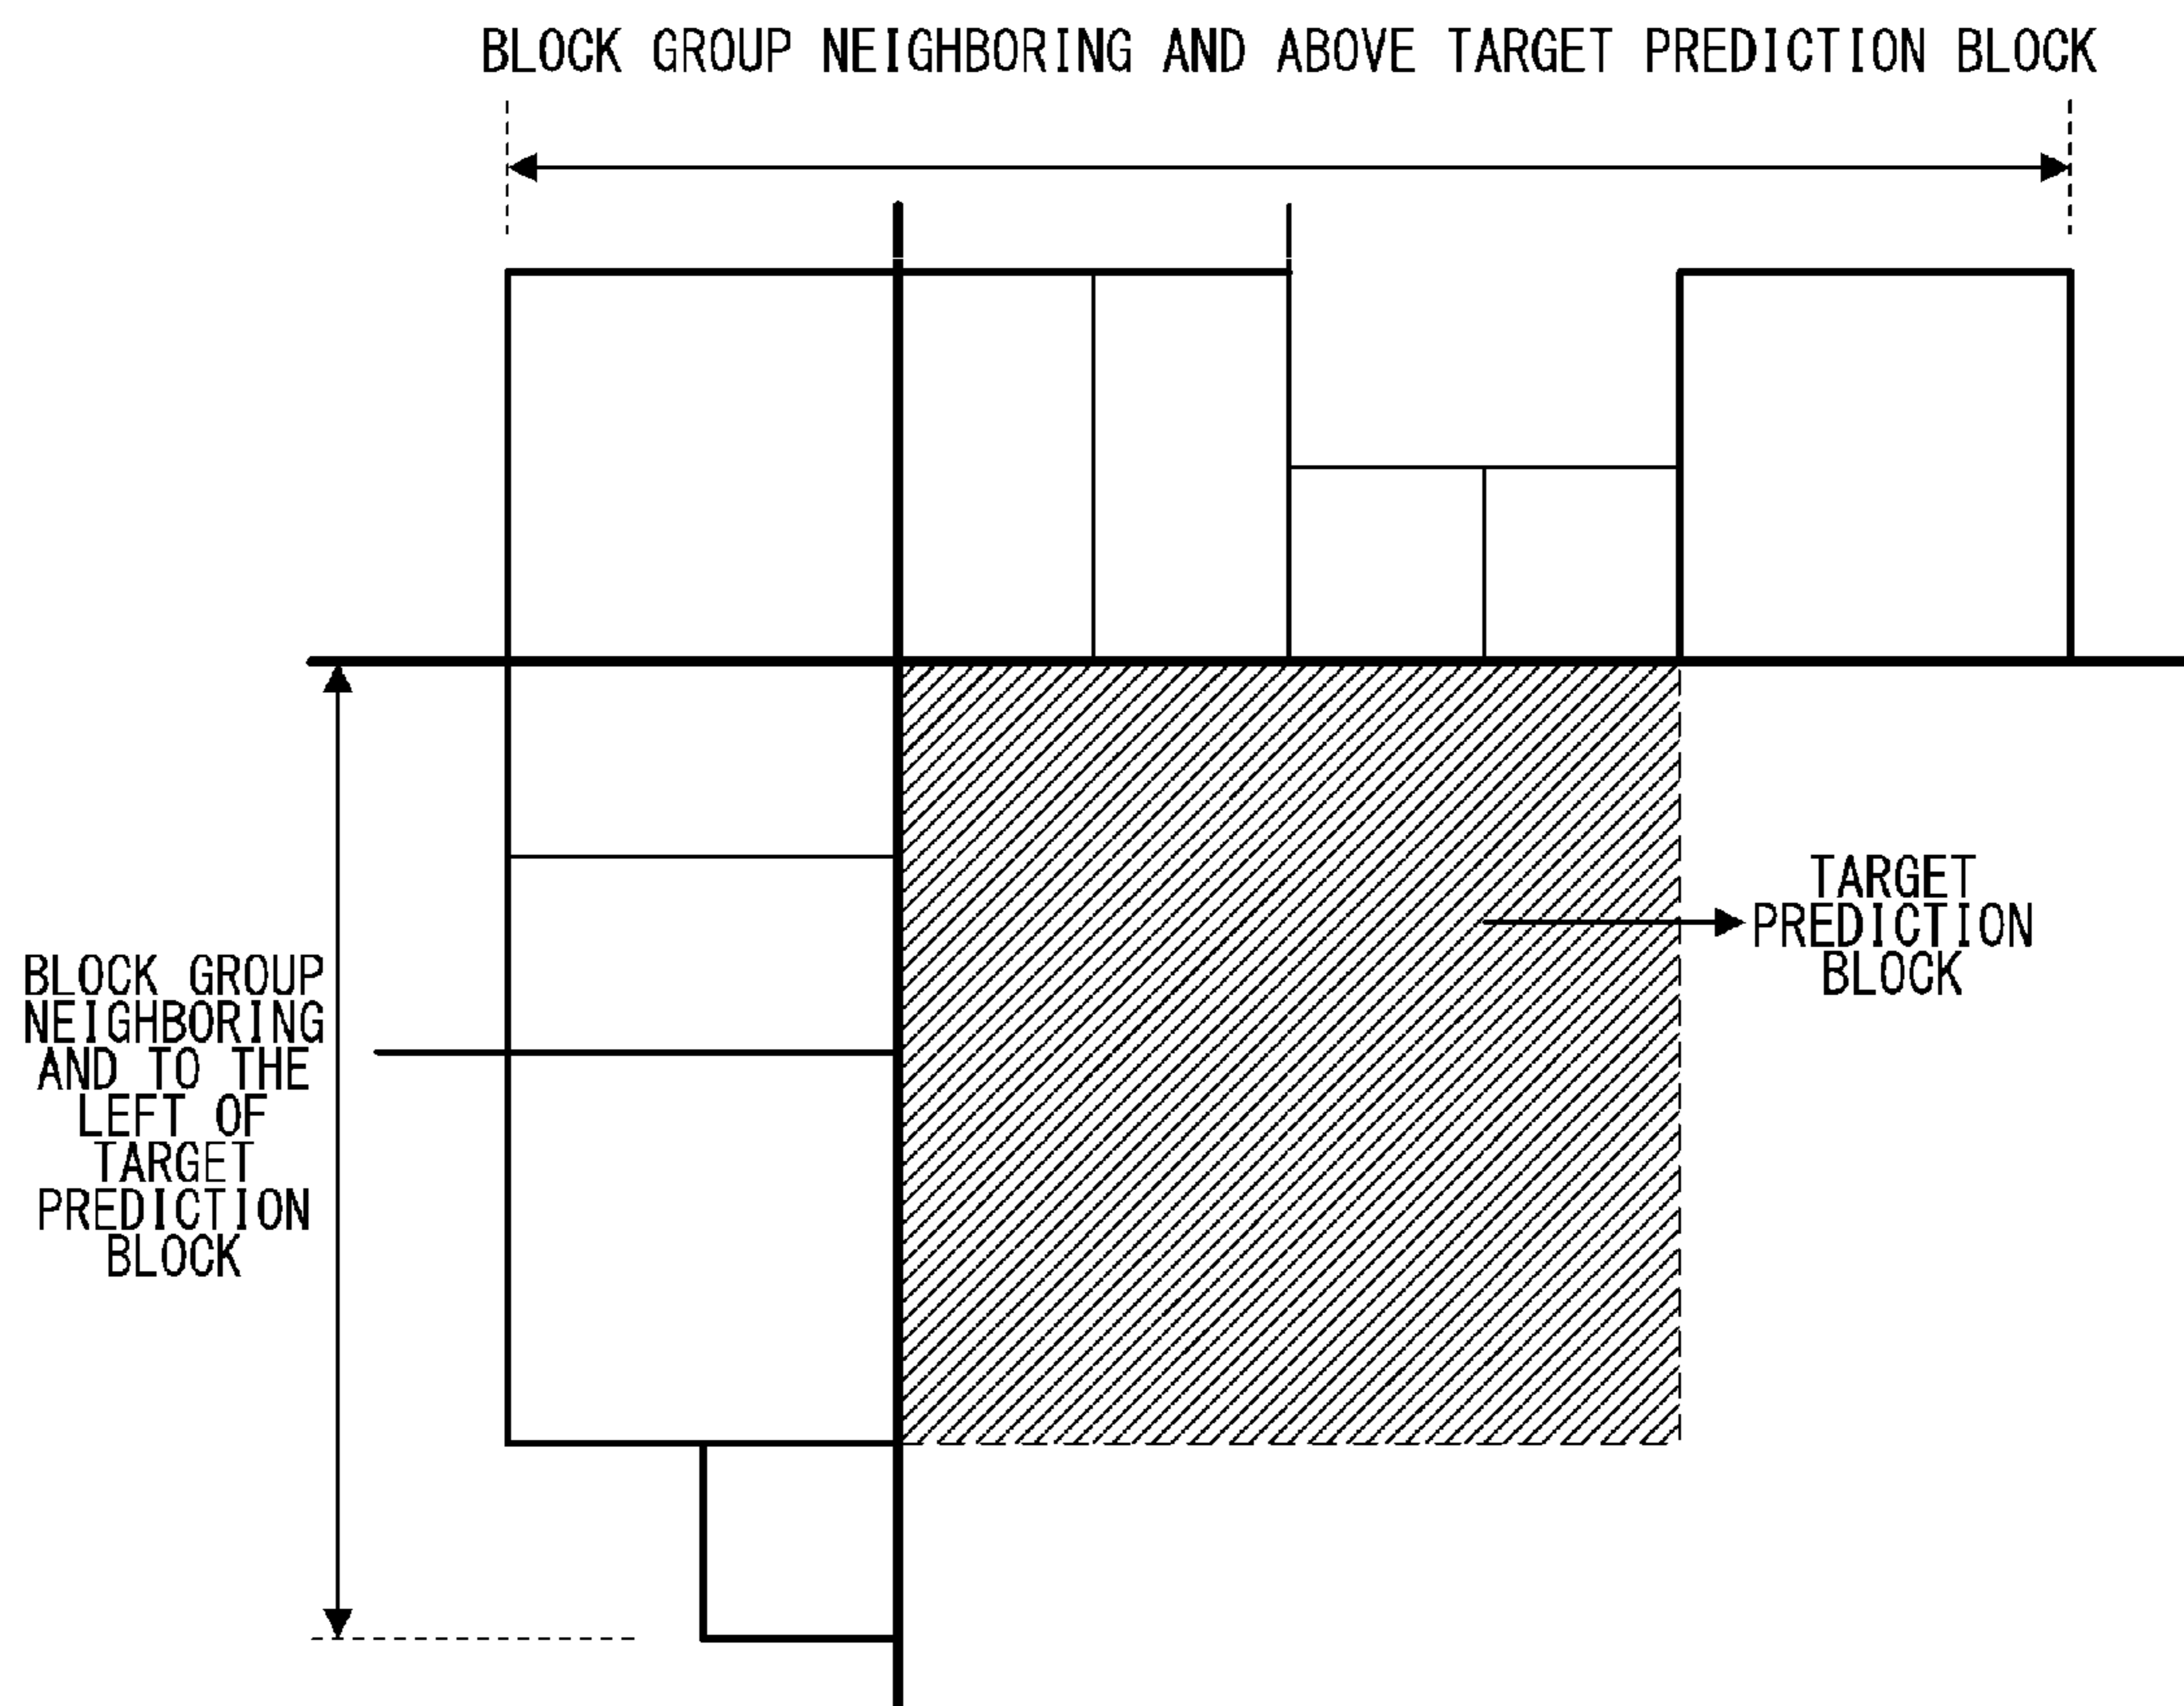 BLOCK GROUP NEIGHBORING AND ABOVE TARGET PREDICTION BLOCK
TARGET
PREDICTION
BLOCK
BLOCK GROUP
NEIGHBORING
AND TO THE
LEFT OF
TARGET
PREDICTION
BLOCK